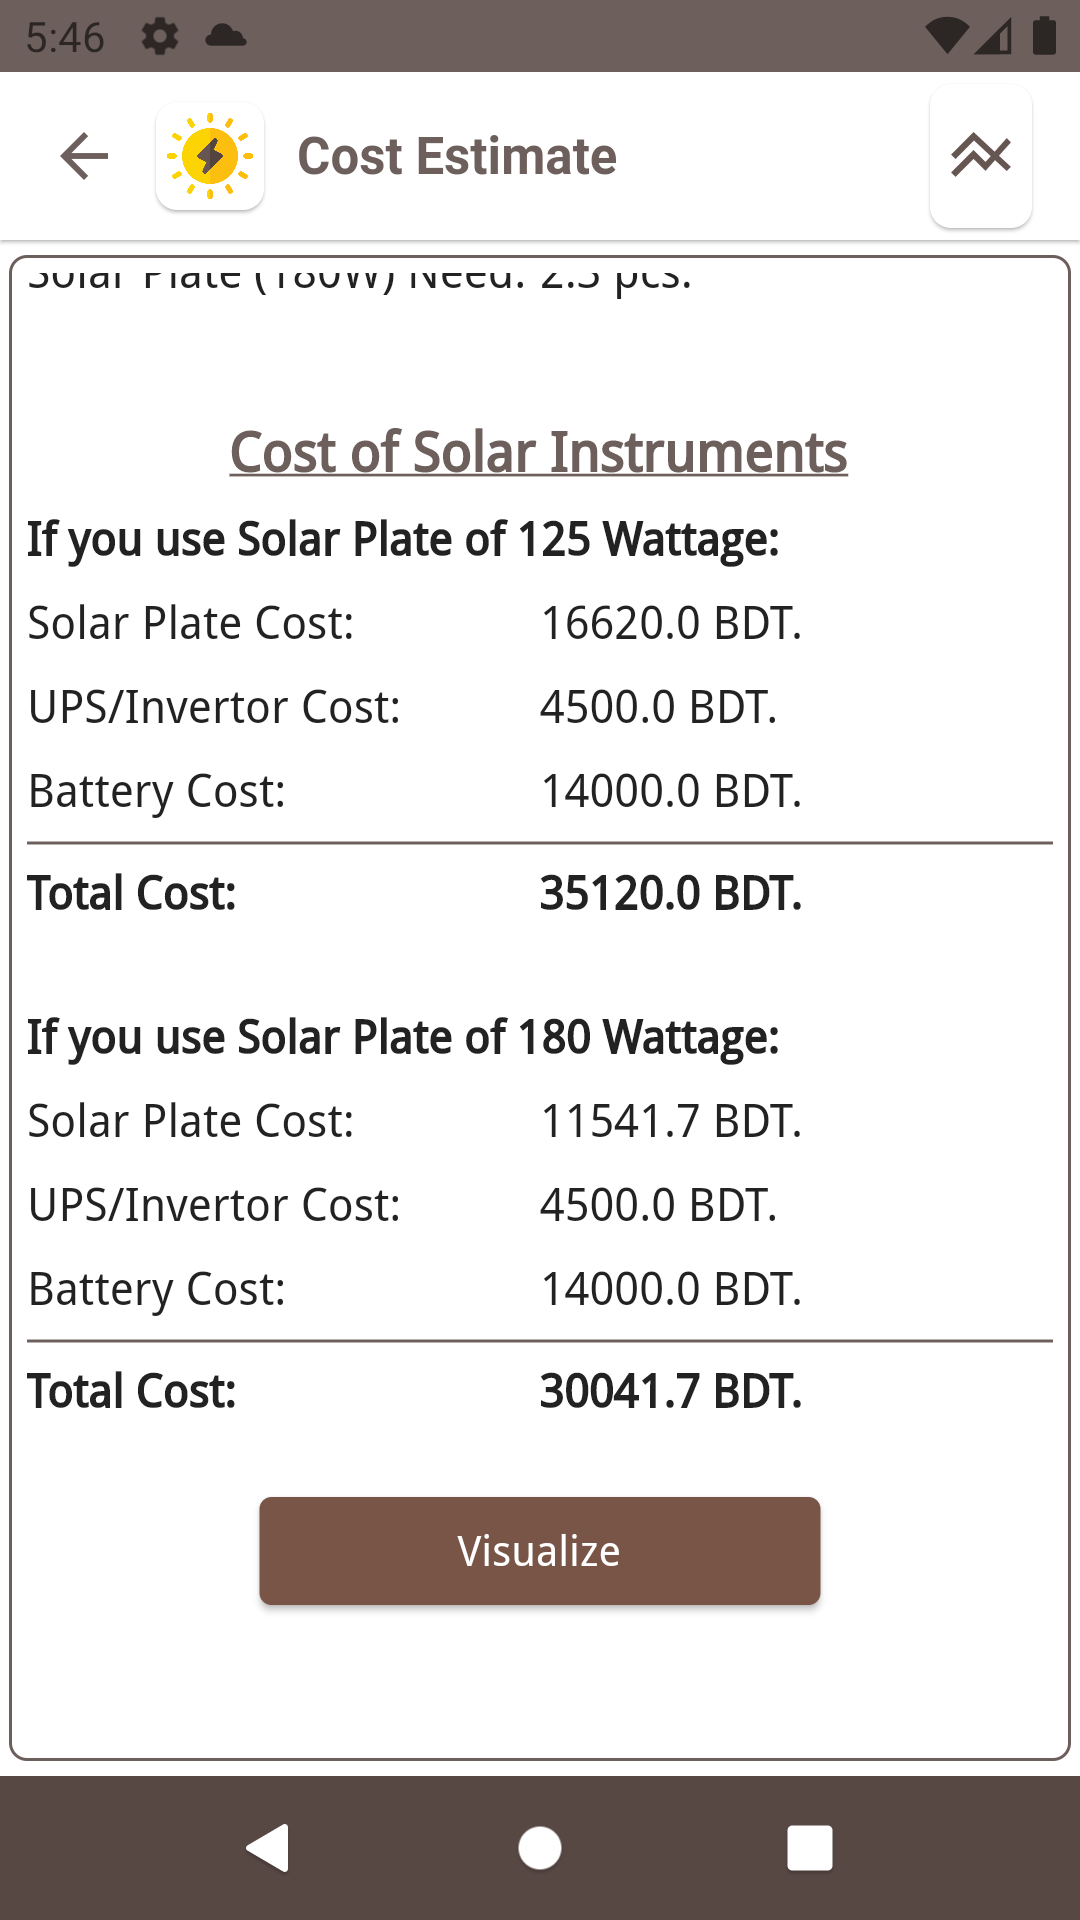 5:46
Cost Estimate
Solar Plate (180W) Need: 2.3 pcs.
Cost of Solar Instruments
If you use Solar Plate of 125 Wattage:
Solar Plate Cost: 16620.0 BDT.
UPS/Invertor Cost: 4500.0 BDT.
Battery Cost: 14000.0 BDT.
Total Cost: 35120.0 BDT.
If you use Solar Plate of 180 Wattage:
Solar Plate Cost: 11541.7 BDT.
UPS/Invertor Cost: 4500.0 BDT.
Battery Cost: 14000.0 BDT.
Total Cost: 30041.7 BDT.
Visualize